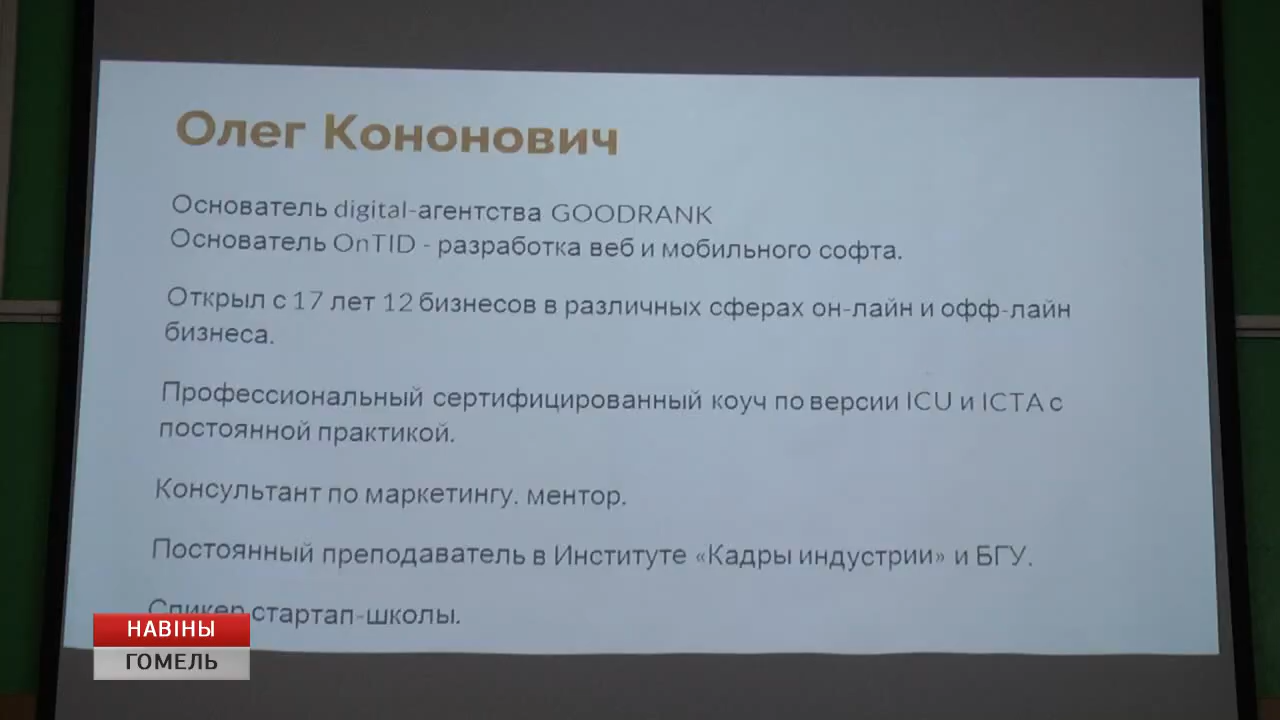 Олег Кононович
Основатель digital-агентства GOODRANK
Основатель OnTID - разработка веб и мобильного софта.
Открыл с 17 лет 12 бизнесов в различных сферах он-лайн и офф-лайн
бизнеса.
Профессиональный сертифицированный коуч по версии ICU и ICTA с
постоянной практикой.
Консультант по маркетингу. ментор.
Постоянный преподаватель в Институте «Кадры индустрии» и БГУ.
Спикер стартап-школы.
НАВІНЫ
ГОМЕЛЬ